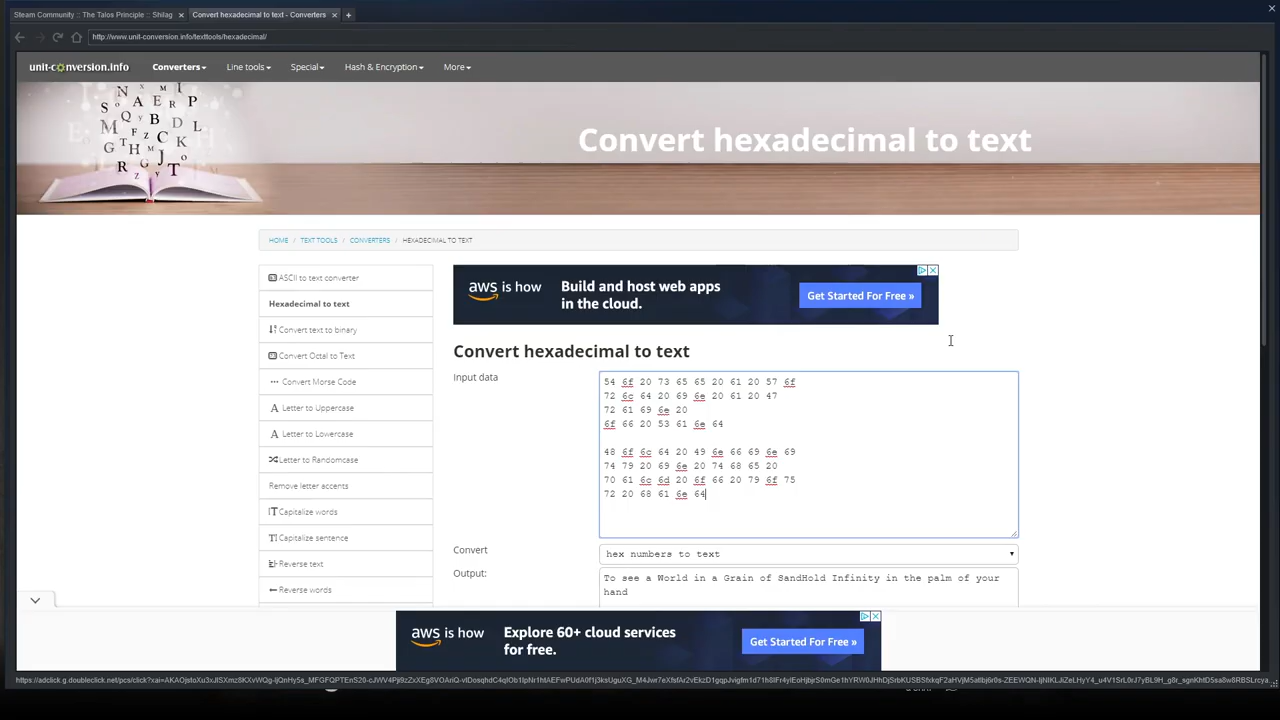 Steam Community :: The Talos Principle :: Shilag ×
Convert hexadecimal to text - Converters × +
http://www.unit-conversion.info/texttools/hexadecimal/
unit-conversion.info Converters Line tools Special Hash & Encryption More
Convert hexadecimal to text
HOME / TEXT TOOLS / CONVERTERS / HEXADECIMAL TO TEXT
ASCII to text converter
Hexadecimal to text
Convert text to binary
Convert Octal to Text
Convert Morse Code
Letter to Uppercase
Letter to Lowercase
Letter to Randomcase
Remove letter accents
Capitalize words
Capitalize sentence
Reverse text
Reverse words
aws is how
Build and host web apps
in the cloud.
Get Started For Free »
Convert hexadecimal to text
Input data
54 6f 20 73 65 65 20 61 20 57 6f
72 6c 64 20 69 6e 20 61 20 47
72 61 69 6e 20
6f 66 20 53 61 6e 64
48 6f 6c 64 20 49 6e 66 69 6e 69
74 79 20 69 6e 20 74 68 65 20
70 61 6c 6d 20 6f 66 20 79 6f 75
72 20 68 61 6e 64
Convert
hex numbers to text
Output:
To see a World in a Grain of SandHold Infinity in the palm of your
hand
aws is how
Explore 60+ cloud services
for free.
Get Started For Free »